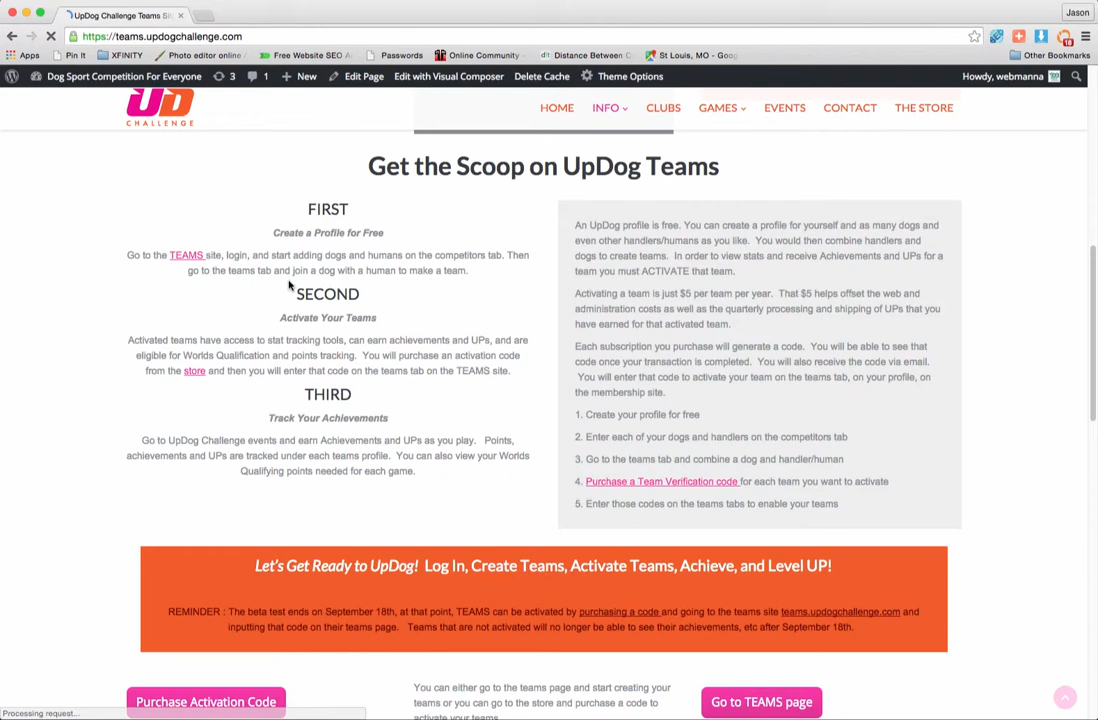 UpDog Challenge Teams Si
Jason
https://teams.updogchallenge.com
Apps Pin It XFINITY Photo editor online Free Website SEO A Passwords Online Community Distance Between C St Louis, MO - Goo Other Bookmarks
Dog Sport Competition For Everyone 3 1 New Edit Page Edit with Visual Composer Delete Cache Theme Options Howdy, webmanna
UD
CHALLENGE
HOME INFO CLUBS GAMES EVENTS CONTACT THE STORE
Get the Scoop on UpDog Teams
FIRST
Create a Profile for Free
Go to the TEAMS site, login, and start adding dogs and humans on the competitors tab. Then
go to the teams tab and join a dog with a human to make a team.
SECOND
Activate Your Teams
Activated teams have access to stat tracking tools, can earn achievements and UPs, and are
eligible for Worlds Qualification and points tracking. You will purchase an activation code
from the store and then you will enter that code on the teams tab on the TEAMS site.
THIRD
Track Your Achievements
Go to UpDog Challenge events and earn Achievements and UPs as you play. Points,
achievements and UPs are tracked under each teams profile. You can also view your Worlds
Qualifying points needed for each game.
An UpDog profile is free. You can create a profile for yourself and as many dogs and
even other handlers/humans as you like. You would then combine handlers and
dogs to create teams. In order to view stats and receive Achievements and UPs for a
team you must ACTIVATE that team.
Activating a team is just $5 per team per year. That $5 helps offset the web and
administration costs as well as the quarterly processing and shipping of UPs that you
have earned for that activated team.
Each subscription you purchase will generate a code. You will be able to see that
code once your transaction is completed. You will also receive the code via email.
You will enter that code to activate your team on the teams tab, on your profile, on
the membership site.
1. Create your profile for free
2. Enter each of your dogs and handlers on the competitors tab
3. Go to the teams tab and combine a dog and handler/human
4. Purchase a Team Verification code for each team you want to activate
5. Enter those codes on the teams tabs to enable your teams
Let's Get Ready to UpDog! Log In, Create Teams, Activate Teams, Achieve, and Level UP!
REMINDER : The beta test ends on September 18th, at that point, TEAMS can be activated by purchasing a code and going to the teams site teams.updogchallenge.com and
inputting that code on their teams page. Teams that are not activated will no longer be able to see their achievements, etc after September 18th.
Purchase Activation Code
You can either go to the teams page and start creating your
teams or you can go to the store and purchase a code to
activate your teams
Go to TEAMS page
Processing request...